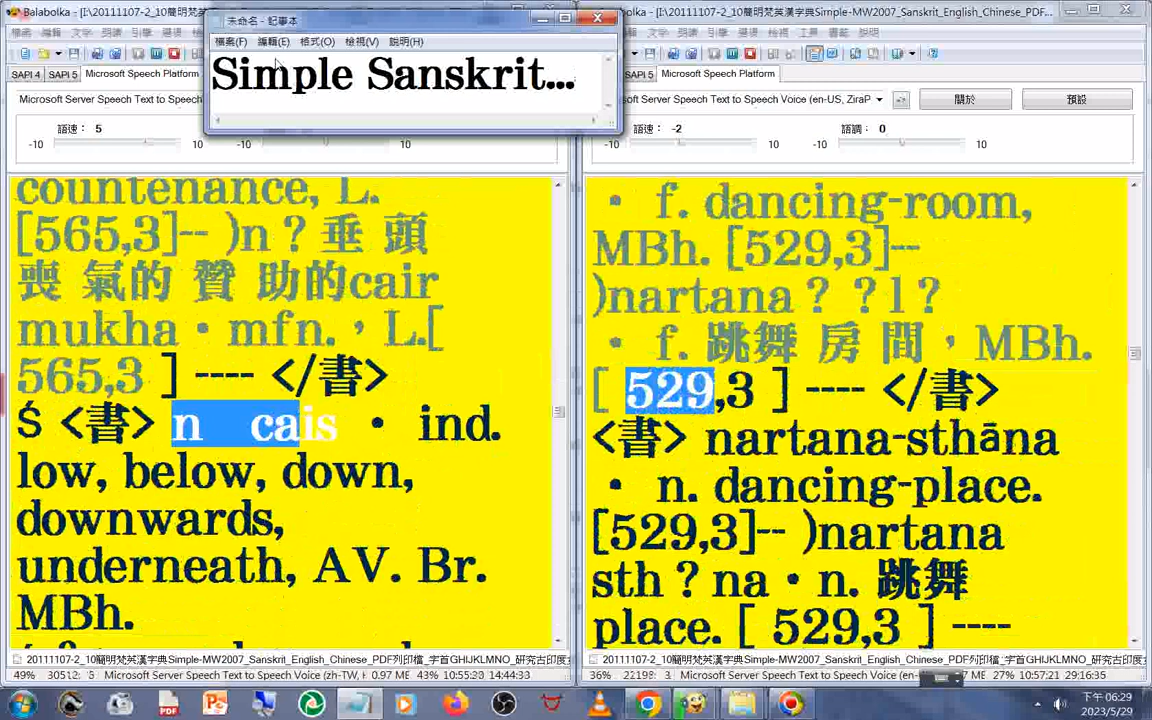 Balabolka - [I:\20111107-2_10簡
未命名 - 記事本
[I:\20111107-2_10簡明梵英漢字典Simple-MW2007_Sanskrit_English_Chinese_PDF...
檔案(F) 編輯(E) 格式(O) 檢視(V) 說明(H)
Simple Sanskrit...
SAPI 4 SAPI 5 Microsoft Speech Platform
SAPI 5 Microsoft Speech Platform
Microsoft Server Speech Text to Speech
Microsoft Server Speech Text to Speech Voice (en-US, ZiraP
關於
預設
語速： 5
-10 10 -10 10
語速： -2 語調： 0
-10 10 -10 10
countenance, L.
[565,3]-- )n？垂 頭
喪 氣的 贊 助的cair
mukha・mfn.，L.[
565,3 ] ---- </書>
Ś <書> n cais • ind.
low, below, down,
downwards,
underneath, AV. Br.
MBh.
• f. dancing-room,
MBh. [529,3]--
)nartana？ ？l？
• f. 跳舞 房 間，MBh.
[ 529,3 ] ---- </書>
<書> nartana-sthāna
• n. dancing-place.
[529,3]-- )nartana
sth？na・n. 跳舞
place. [ 529,3 ] ----
20111107-2_10簡明梵英漢字典Simple-MW2007_Sanskrit_English_Chinese_PDF列印檔_字首GHIJKLMNO_研究古印度
20111107-2_10簡明梵英漢字典Simple-MW2007_Sanskrit_English_Chinese_PDF列印檔_字首GHIJKLMNO_研究古印度
49% Microsoft Server Speech Text to Speech Voice (zh-TW, H 0.97 MB 43% 10:55:23 14:44:33
36% Microsoft Server Speech Text to Speech Voice (en-US, 27% 10:57:21 29:16:35
下午 06:29
2023/5/29